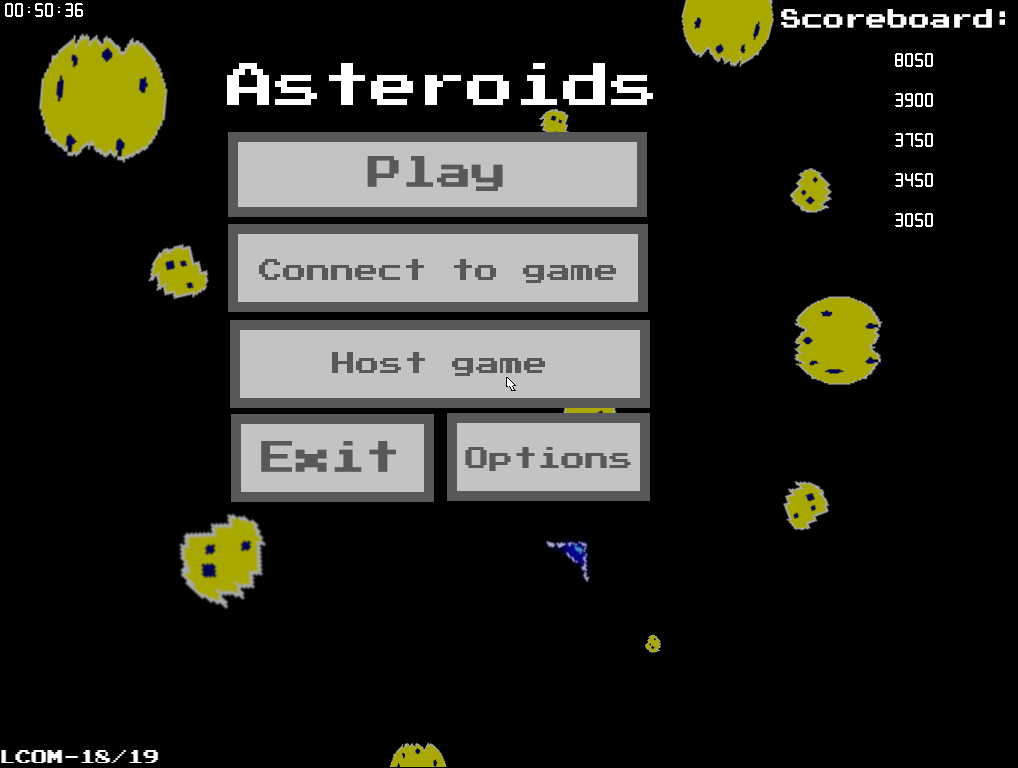 00:50:36
Scoreboard:
8050
3900
3750
3450
3050
Asteroids
Play
Connect to game
Host game
Exit
Options
LCOM-18/19